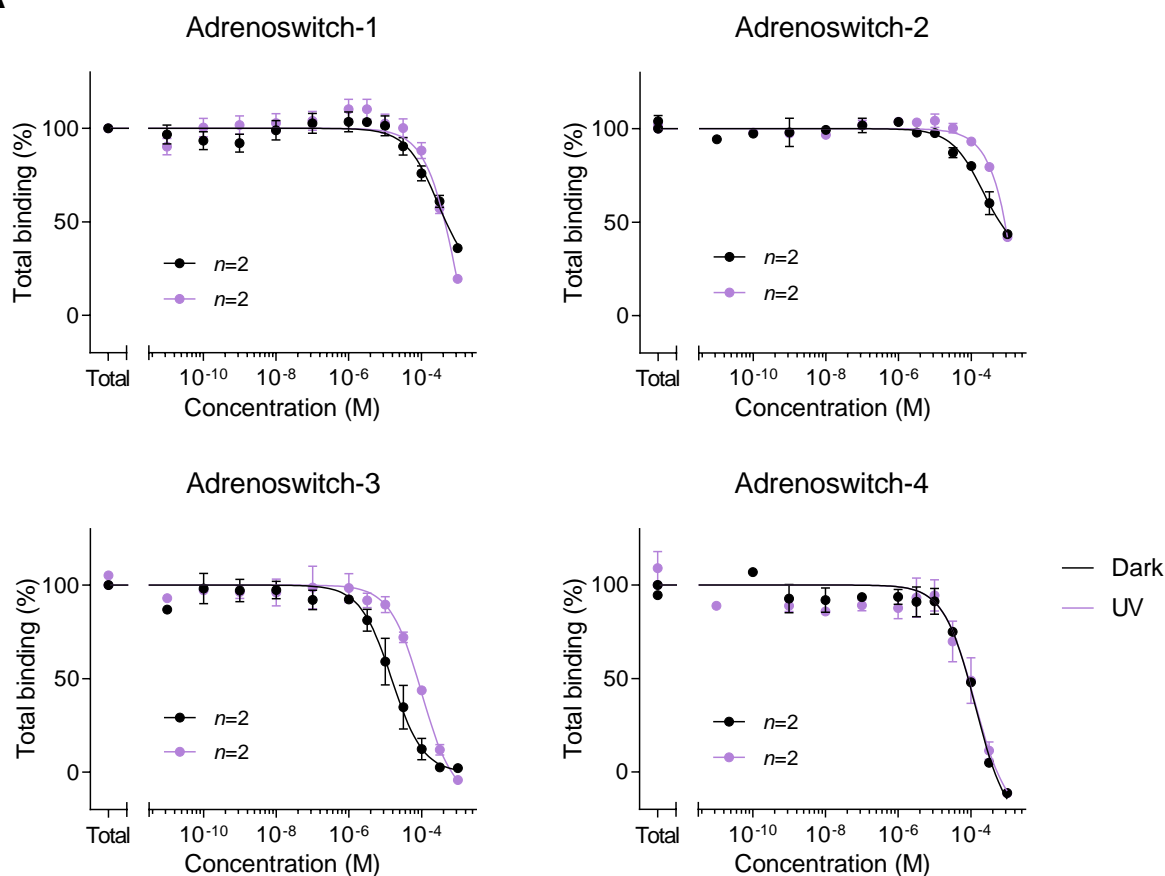 Adrenoswitch-1
Total binding (%)
100
50
0
n=2
n=2
Total
10⁻¹⁰ 10⁻⁸ 10⁻⁶ 10⁻⁴
Concentration (M)
Adrenoswitch-2
Total binding (%)
100
50
0
n=2
n=2
Total
10⁻¹⁰ 10⁻⁸ 10⁻⁶ 10⁻⁴
Concentration (M)
Adrenoswitch-3
Total binding (%)
100
50
0
n=2
n=2
Total
10⁻¹⁰ 10⁻⁸ 10⁻⁶ 10⁻⁴
Concentration (M)
Adrenoswitch-4
Total binding (%)
100
50
0
n=2
n=2
Total
10⁻¹⁰ 10⁻⁸ 10⁻⁶ 10⁻⁴
Concentration (M)
Dark
UV